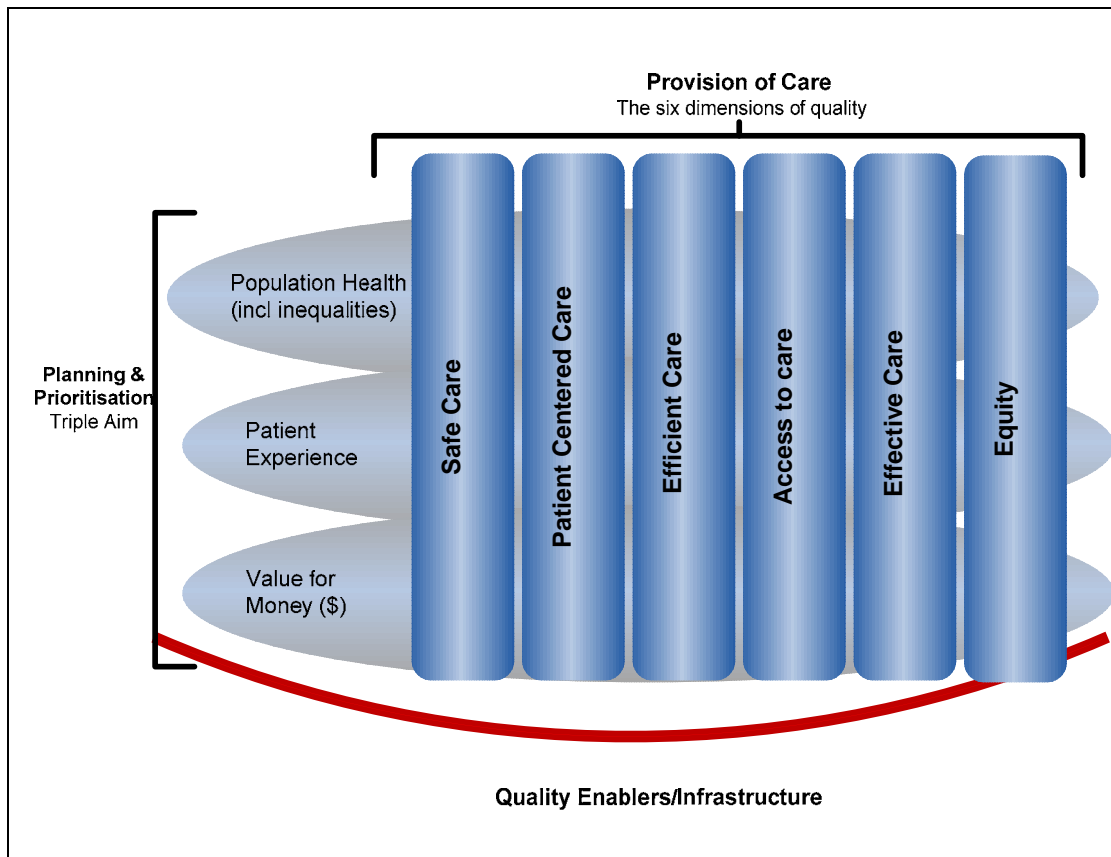 Provision of Care
The six dimensions of quality
Planning &
Prioritisation
Triple Aim
Population Health
(incl inequalities)
Patient
Experience
Value for
Money ($)
Safe Care
Patient Centered Care
Efficient Care
Access to care
Effective Care
Equity
Quality Enablers/Infrastructure